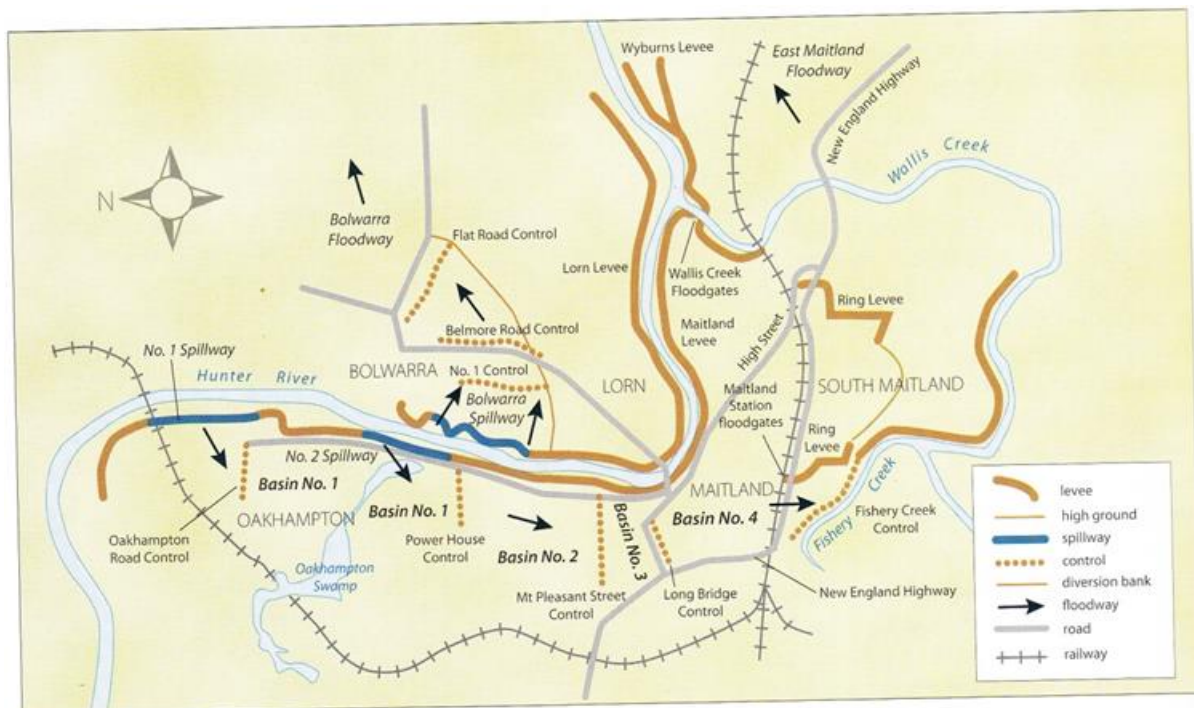 Wyburns Levee
East Maitland
Floodway
New England Highway
Wallis Creek
N
Bolwarra
Floodway
Flat Road Control
Lorn Levee
Wallis Creek
Floodgates
Ring Levee
Belmore Road Control
Maitland
Levee
High Street
No. 1 Spillway
Hunter River
BOLWARRA
No. 1 Control
Bolwarra
Spillway
LORN
Maitland
Station
floodgates
SOUTH MAITLAND
Ring
Levee
No. 2 Spillway
Basin No. 1
OAKHAMPTON
Basin No. 1
Oakhampton
Road Control
Power House
Control
Basin No. 2
Basin No. 3
MAITLAND
Basin No. 4
Fishery Creek
Fishery Creek
Control
Oakhampton
Swamp
Mt Pleasant Street
Control
Long Bridge
Control
New England Highway
levee
high ground
spillway
control
diversion bank
floodway
road
railway